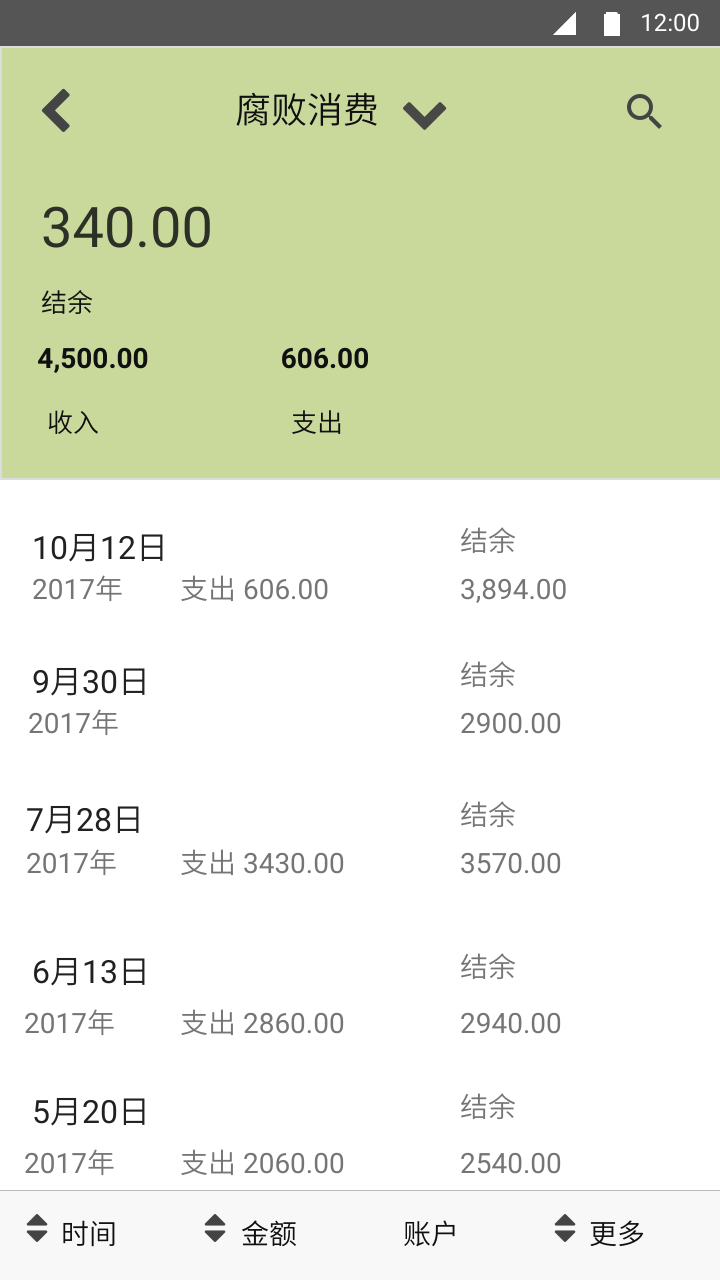 12:00
腐败消费
340.00
结余
4,500.00 606.00
收入 支出
10月12日 结余
2017年 支出 606.00 3,894.00
9月30日 结余
2017年 2900.00
7月28日 结余
2017年 支出 3430.00 3570.00
6月13日 结余
2017年 支出 2860.00 2940.00
5月20日 结余
2017年 支出 2060.00 2540.00
时间 金额 账户 更多